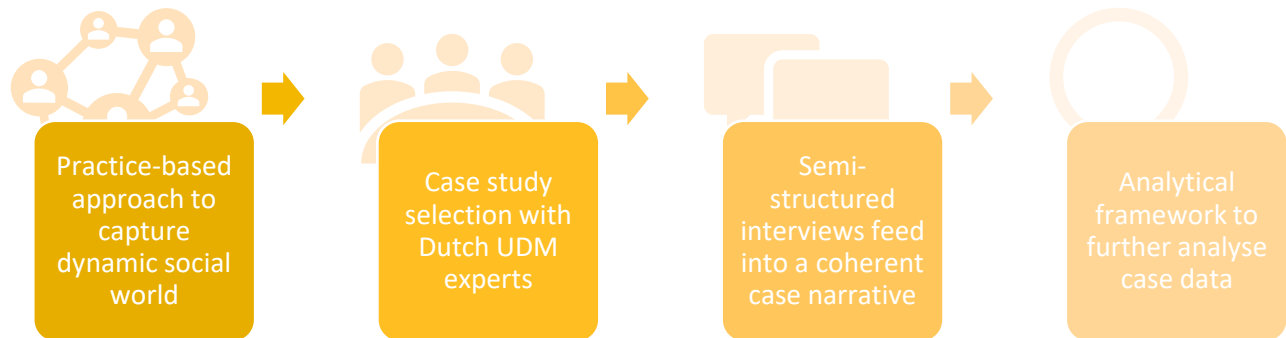 Practice-based
approach to
capture
dynamic social
world
Case study
selection with
Dutch UDM
experts
Semi-
structured
interviews feed
into a coherent
case narrative
Analytical
framework to
further analyse
case data